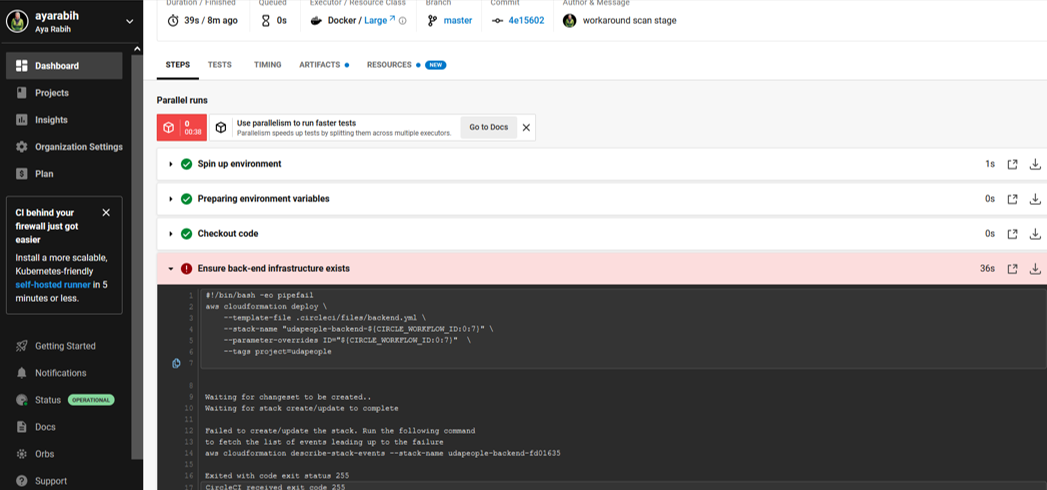 ayarabih
Aya Rabih
Dashboard
Projects
Insights
Organization Settings
Plan
CI behind your
firewall just got
easier
Install a more scalable,
Kubernetes-friendly
self-hosted runner in 5
minutes or less.
Getting Started
Notifications
Status OPERATIONAL
Docs
Orbs
Support
Duration / Finished
39s / 8m ago
Queued
0s
Executor / Resource Class
Docker / Large
Branch
master
Commit
4e15602
Author & Message
workaround scan stage
STEPS TESTS TIMING ARTIFACTS RESOURCES NEW
Parallel runs
0
00:38
Use parallelism to run faster tests
Parallelism speeds up tests by splitting them across multiple executors.
Go to Docs
Spin up environment 1s
Preparing environment variables 0s
Checkout code 0s
Ensure back-end infrastructure exists 36s
1 #!/bin/bash -eo pipefail
2 aws cloudformation deploy \
3 --template-file .circleci/files/backend.yml \
4 --stack-name "udapeople-backend-${CIRCLE_WORKFLOW_ID:0:7}" \
5 --parameter-overrides ID="${CIRCLE_WORKFLOW_ID:0:7}" \
6 --tags project=udapeople
7
8
9 Waiting for changeset to be created..
10 Waiting for stack create/update to complete
11
12 Failed to create/update the stack. Run the following command
13 to fetch the list of events leading up to the failure
14 aws cloudformation describe-stack-events --stack-name udapeople-backend-fd01635
15
16 Exited with code exit status 255
17 CircleCI received exit code 255